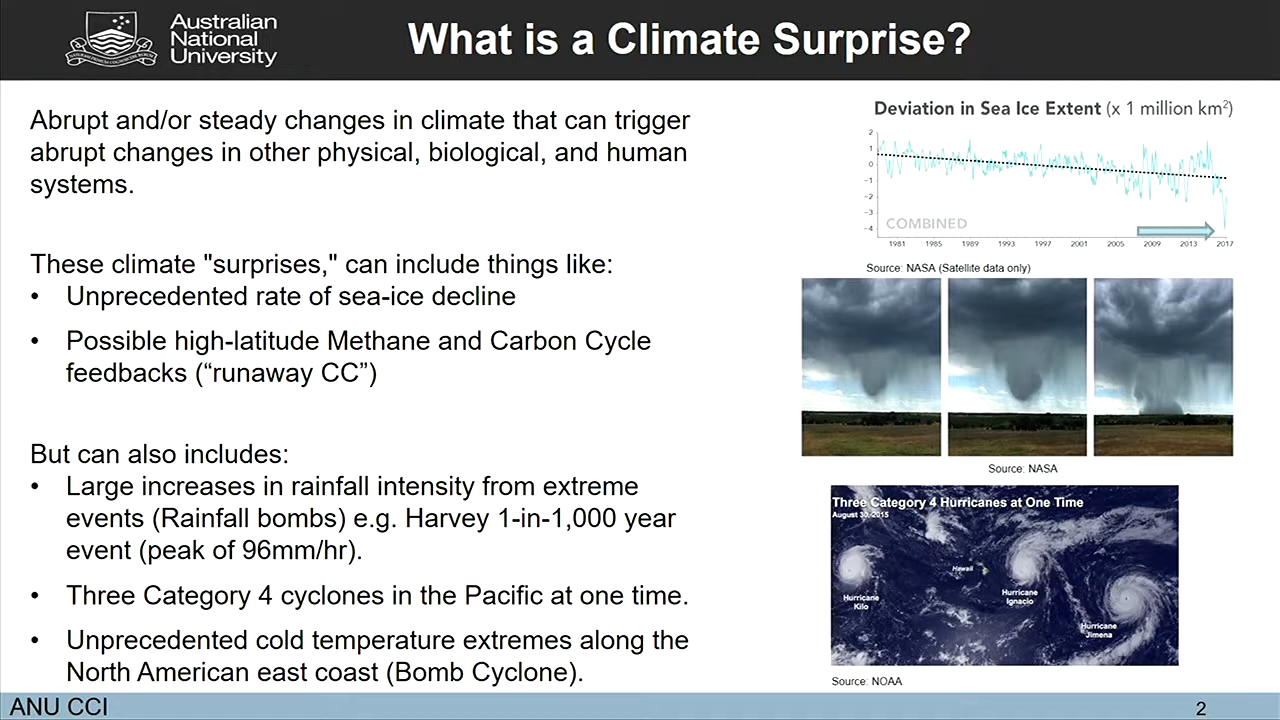 Australian
National
University
What is a Climate Surprise?
Abrupt and/or steady changes in climate that can trigger
abrupt changes in other physical, biological, and human
systems.
These climate "surprises," can include things like:
• Unprecedented rate of sea-ice decline
• Possible high-latitude Methane and Carbon Cycle
feedbacks (“runaway CC”)
But can also includes:
• Large increases in rainfall intensity from extreme
events (Rainfall bombs) e.g. Harvey 1-in-1,000 year
event (peak of 96mm/hr).
• Three Category 4 cyclones in the Pacific at one time.
• Unprecedented cold temperature extremes along the
North American east coast (Bomb Cyclone).
Deviation in Sea Ice Extent (x 1 million km²)
2
1
0
−1
−2
−3
−4
COMBINED
1981 1985 1989 1993 1997 2001 2005 2009 2013 2017
Source: NASA (Satellite data only)
Source: NASA
Three Category 4 Hurricanes at One Time
August 30, 2015
Hawaii
Hurricane
Kilo
Hurricane
Ignacio
Hurricane
Jimena
Source: NOAA
ANU CCI
2